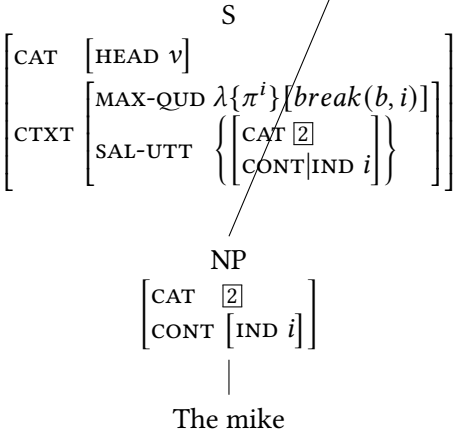 S
CAT [HEAD v]
CTXT [MAX-QUD λ{πⁱ}[break(b, i)]
SAL-UTT {[CAT 2
CONT|IND i]}]
NP
[CAT 2
CONT [IND i]]
The mike